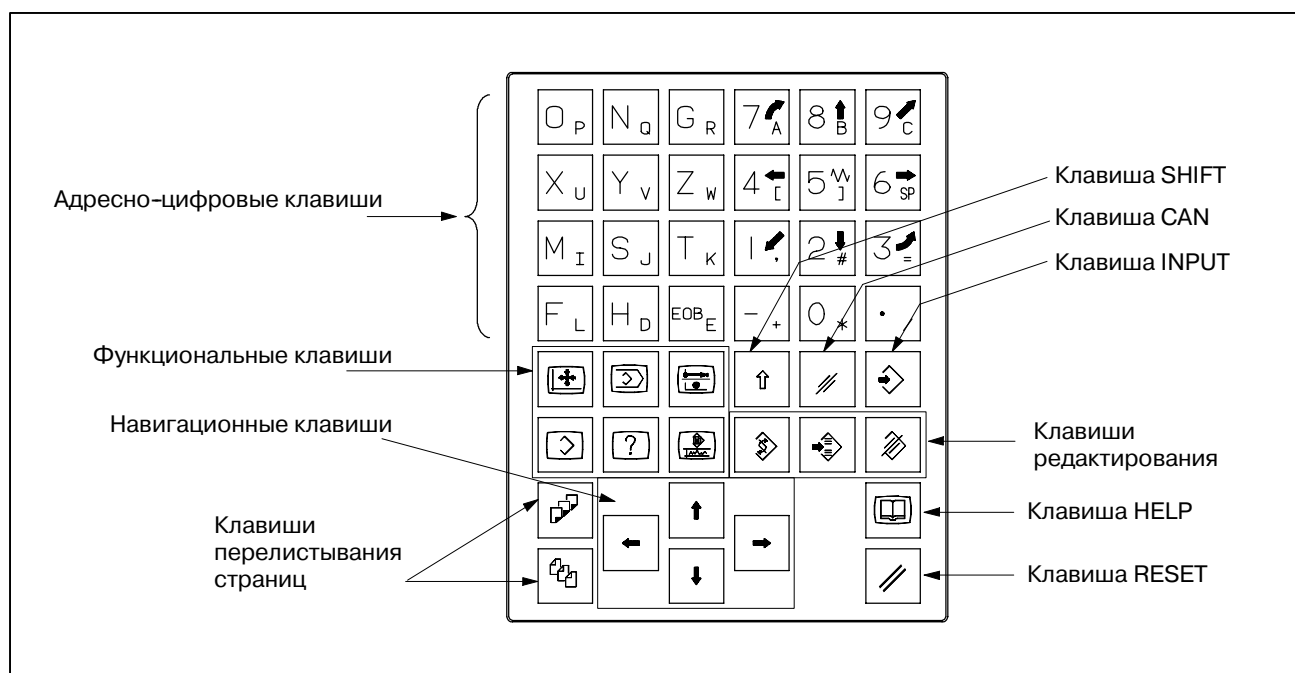 O P N Q G R 7 A 8 B 9 C
X U Y V Z W 4 [ 5 ] 6 SP
Клавиша SHIFT
Адресно-цифровые клавиши
Клавиша CAN
M I S J T K 1 , 2 # 3 =
Клавиша INPUT
F L H D EOB E - + 0 * . /
Функциональные клавиши
Навигационные клавиши
?
Клавиши
редактирования
Клавиши
перелистывания
страниц
Клавиша HELP
Клавиша RESET